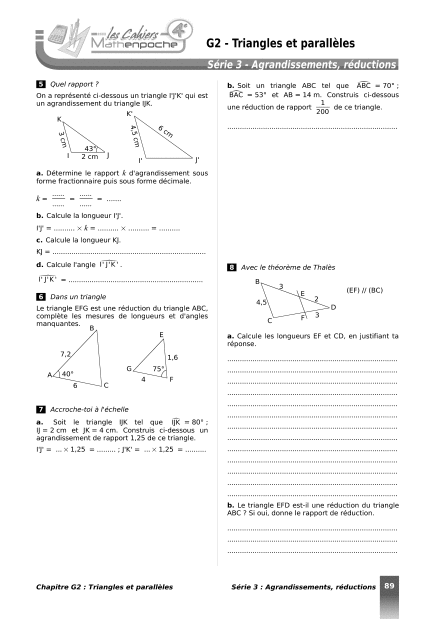 les Cahiers
Mathenpoche
4e
G2 - Triangles et parallèles
Série 3 - Agrandissements, réductions
5 Quel rapport ?
On a représenté ci-dessous un triangle I'J'K' qui est
un agrandissement du triangle IJK.
K
3 cm
43°
I
2 cm
J
K'
4,5 cm
6 cm
I'
J'
a. Détermine le rapport k d'agrandissement sous
forme fractionnaire puis sous forme décimale.
k = ...... / ...... = ...... / ...... = .......
b. Calcule la longueur I'J'.
I'J' = .......... × k = .......... × .......... = ..........
c. Calcule la longueur KJ.
KJ = ................................................................
d. Calcule l'angle I'J'K'.
I'J'K' = ........................................................
6 Dans un triangle
Le triangle EFG est une réduction du triangle ABC,
complète les mesures de longueurs et d'angles
manquantes.
B
7,2
A
40°
6
C
E
1,6
G
75°
4
F
7 Accroche-toi à l'échelle
a. Soit le triangle IJK tel que IJK = 80° ;
IJ = 2 cm et JK = 4 cm. Construis ci-dessous un
agrandissement de rapport 1,25 de ce triangle.
I'J' = ... × 1,25 = ......... ; J'K' = ... × 1,25 = ..........
b. Soit un triangle ABC tel que ABC = 70° ;
BAC = 53° et AB = 14 m. Construis ci-dessous
une réduction de rapport 1/200 de ce triangle.
8 Avec le théorème de Thalès
B
3
E
2
D
4,5
C
F
3
(EF) // (BC)
a. Calcule les longueurs EF et CD, en justifiant ta
réponse.
b. Le triangle EFD est-il une réduction du triangle
ABC ? Si oui, donne le rapport de réduction.
Chapitre G2 : Triangles et parallèles
Série 3 : Agrandissements, réductions
89